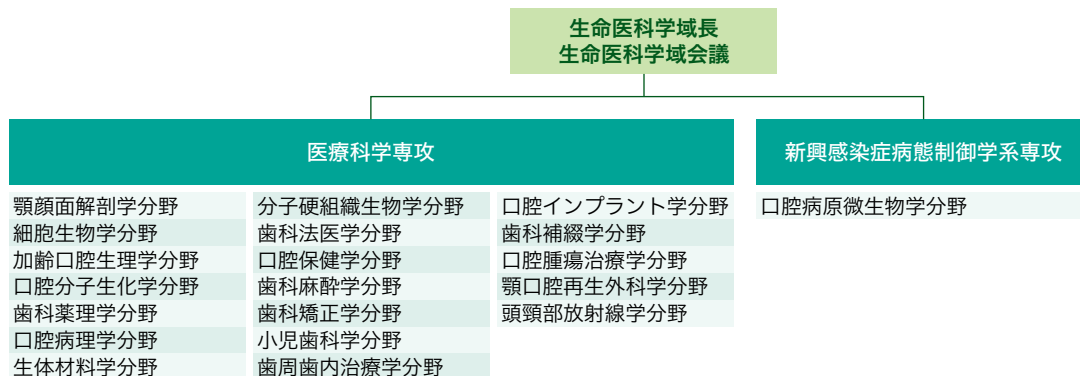 生命医科学域長
生命医科学域会議
医療科学専攻
新興感染症病態制御学系専攻
顎顔面解剖学分野
細胞生物学分野
加齢口腔生理学分野
口腔分子生化学分野
歯科薬理学分野
口腔病理学分野
生体材料学分野
分子硬組織生物学分野
歯科法医学分野
口腔保健学分野
歯科麻酔学分野
歯科矯正学分野
小児歯科学分野
歯周歯内治療学分野
口腔インプラント学分野
歯科補綴学分野
口腔腫瘍治療学分野
顎口腔再生外科学分野
頭頸部放射線学分野
口腔病原微生物学分野